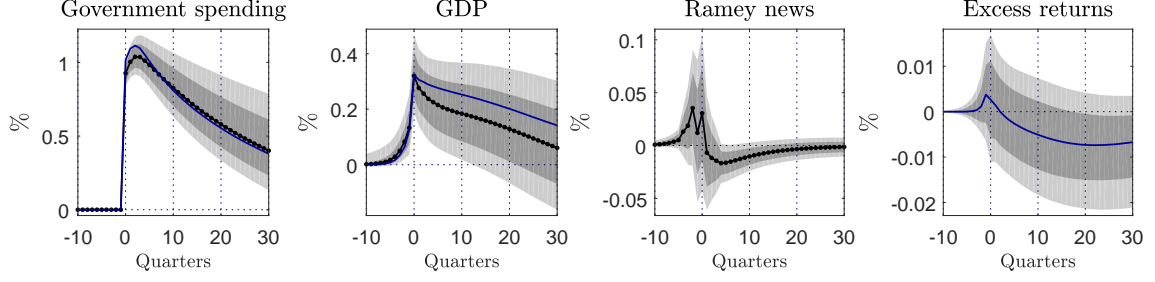 Government spending
%
1
0.5
0
-10 0 10 20 30
Quarters
GDP
%
0.4
0.2
0
-10 0 10 20 30
Quarters
Ramey news
%
0.1
0.05
0
-0.05
-10 0 10 20 30
Quarters
Excess returns
%
0.01
0
-0.01
-0.02
-10 0 10 20 30
Quarters